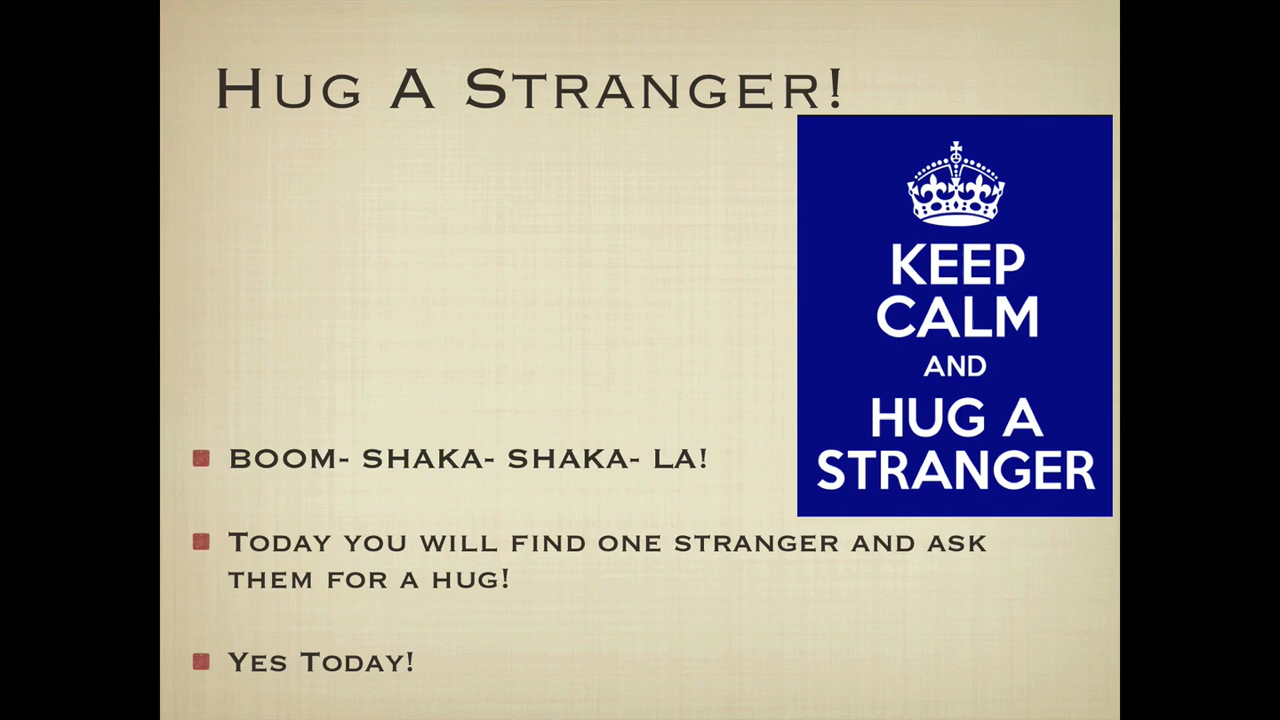 Hug A Stranger!
KEEP
CALM
AND
HUG A
STRANGER
BOOM- SHAKA- SHAKA- LA!
Today you will find one stranger and ask
them for a hug!
Yes Today!